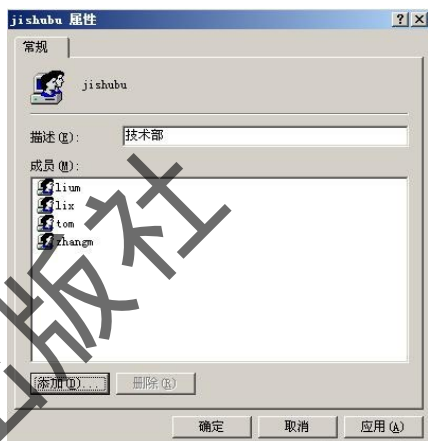 jishubu 属性
常规
jishubu
描述(E): 技术部
成员(M):
lium
lix
tom
zhangm
添加(D)... 删除(R)
确定 取消 应用(A)
出版社